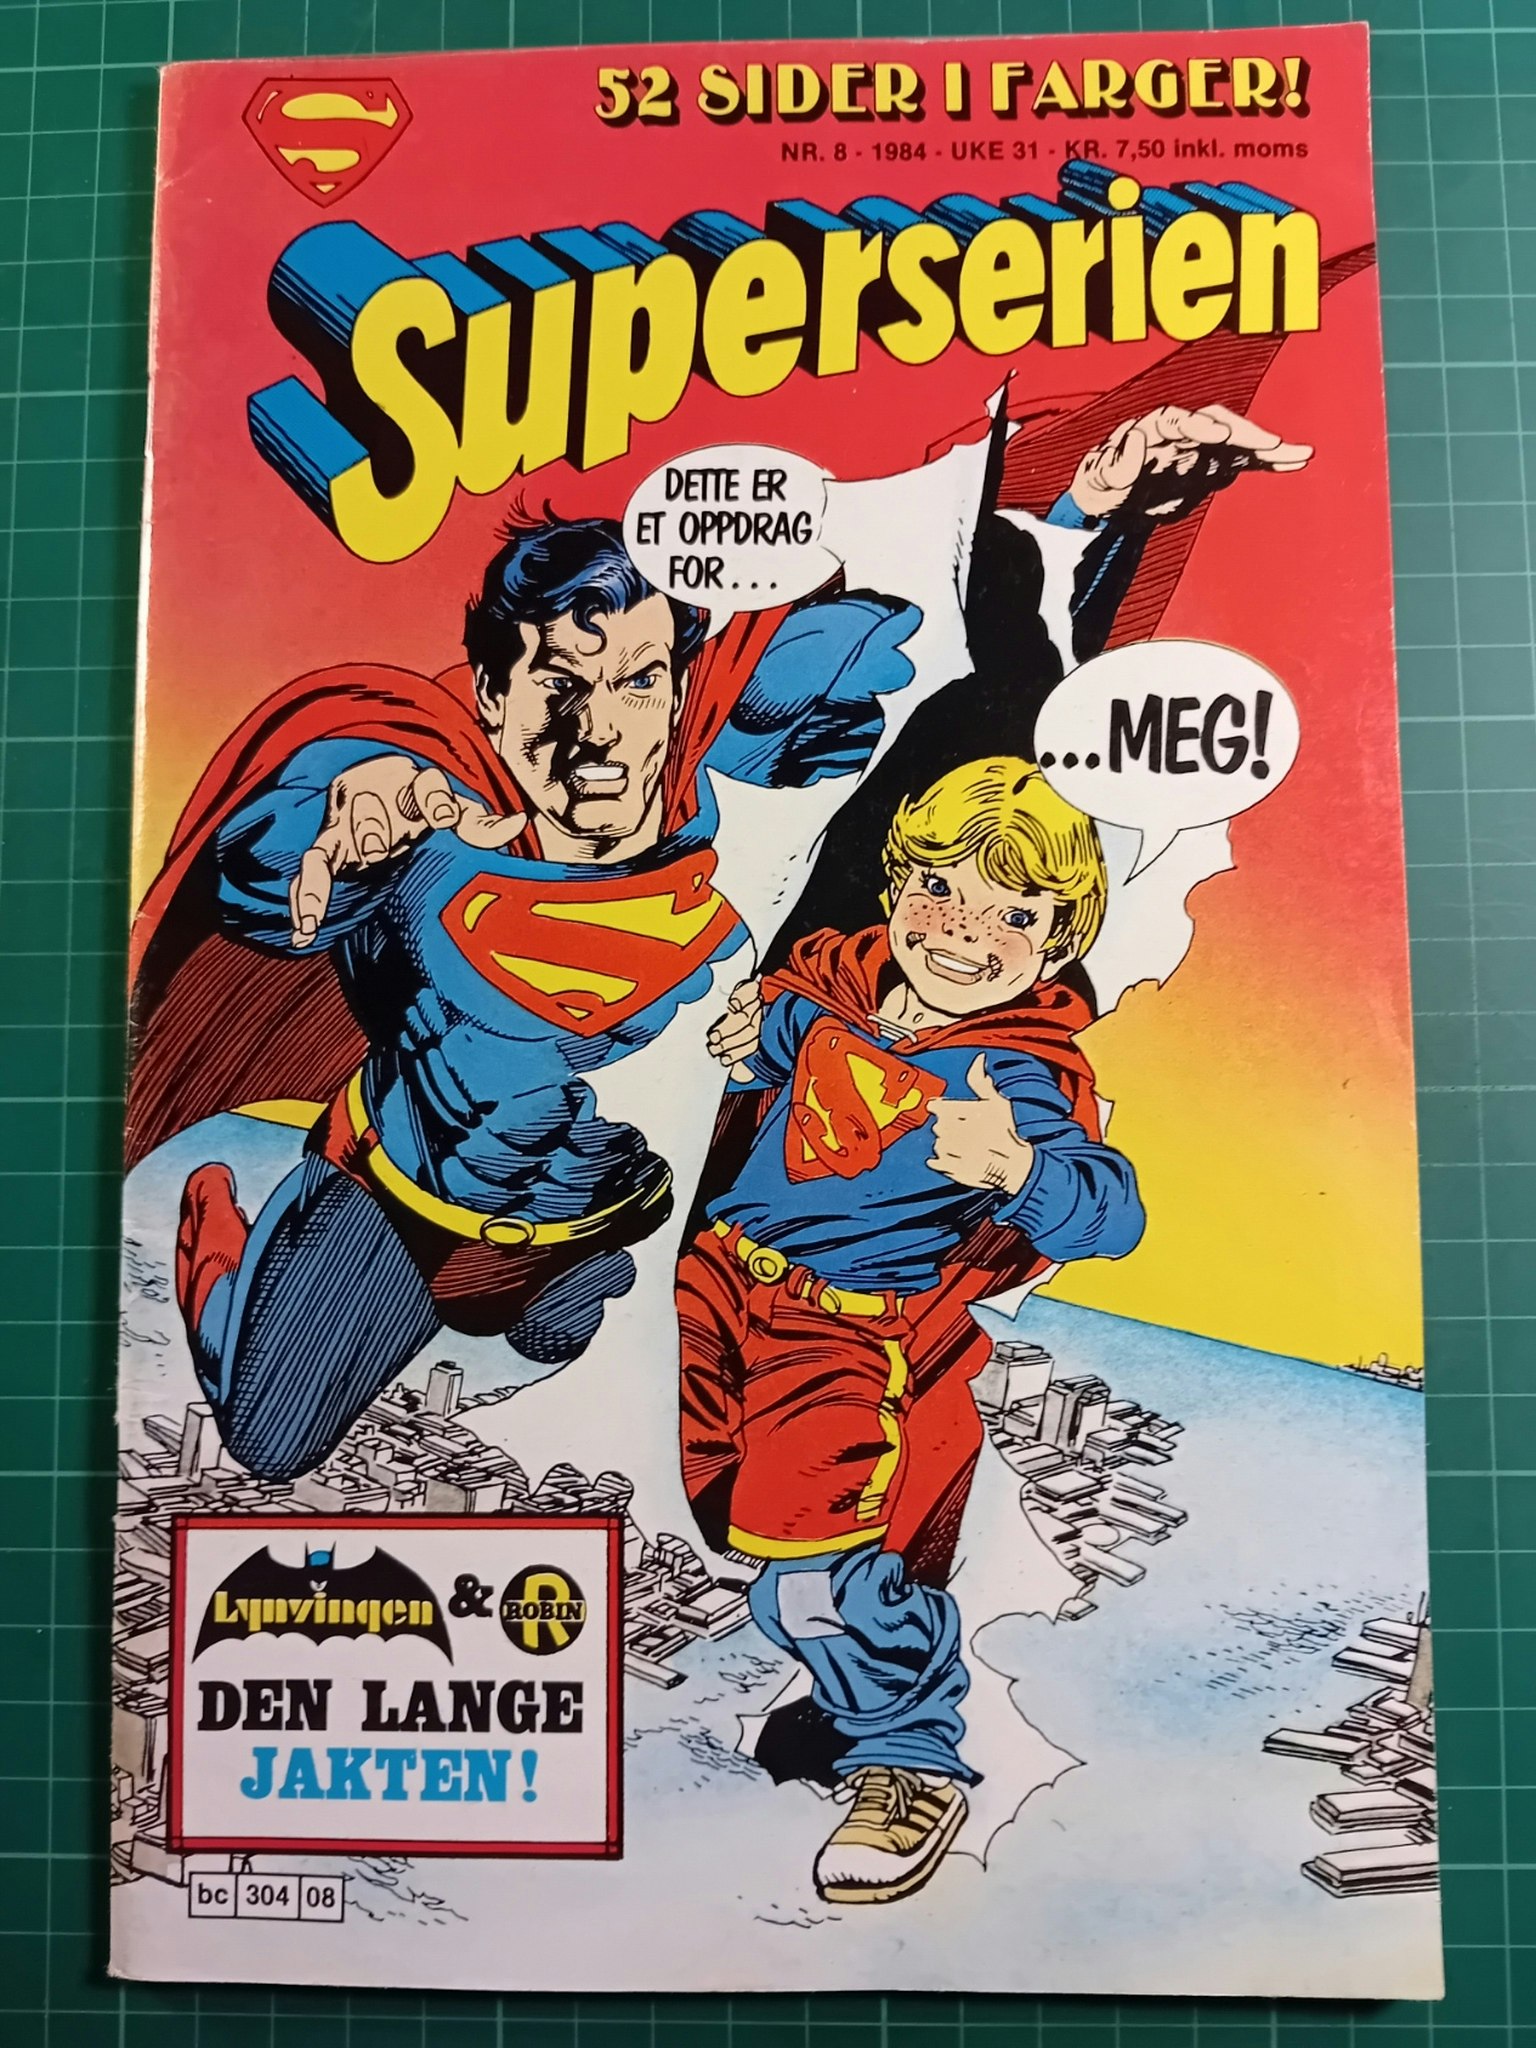 52 SIDER I FARGER!
NR. 8 - 1984 - UKE 31 - KR. 7,50 inkl. moms
Superserien
DETTE ER
ET OPPDRAG
FOR...
...MEG!
Lynvingen & R
ROBIN
DEN LANGE
JAKTEN!
bc 304 08